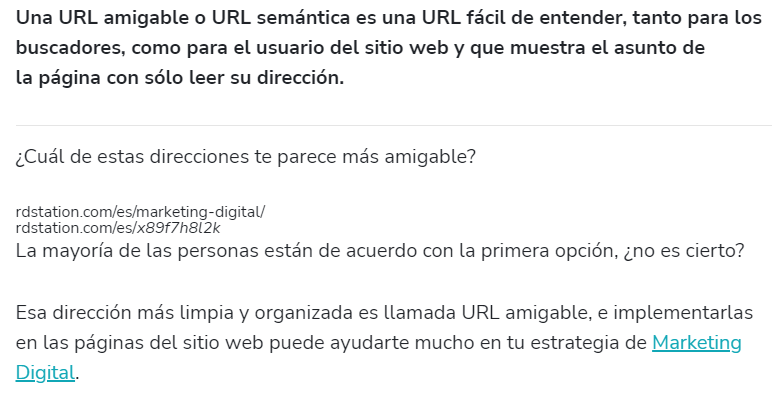 Una URL amigable o URL semántica es una URL fácil de entender, tanto para los
buscadores, como para el usuario del sitio web y que muestra el asunto de
la página con sólo leer su dirección.
¿Cuál de estas direcciones te parece más amigable?
rdstation.com/es/marketing-digital/
rdstation.com/es/x89f7h8l2k
La mayoría de las personas están de acuerdo con la primera opción, ¿no es cierto?
Esa dirección más limpia y organizada es llamada URL amigable, e implementarlas
en las páginas del sitio web puede ayudarte mucho en tu estrategia de Marketing
Digital.